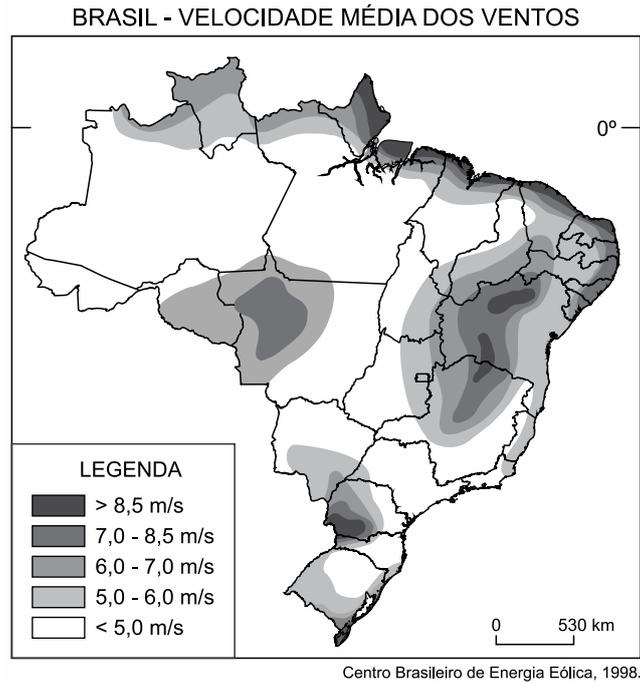 BRASIL - VELOCIDADE MÉDIA DOS VENTOS
0º
LEGENDA
> 8,5 m/s
7,0 - 8,5 m/s
6,0 - 7,0 m/s
5,0 - 6,0 m/s
< 5,0 m/s
0 530 km
Centro Brasileiro de Energia Eólica, 1998.